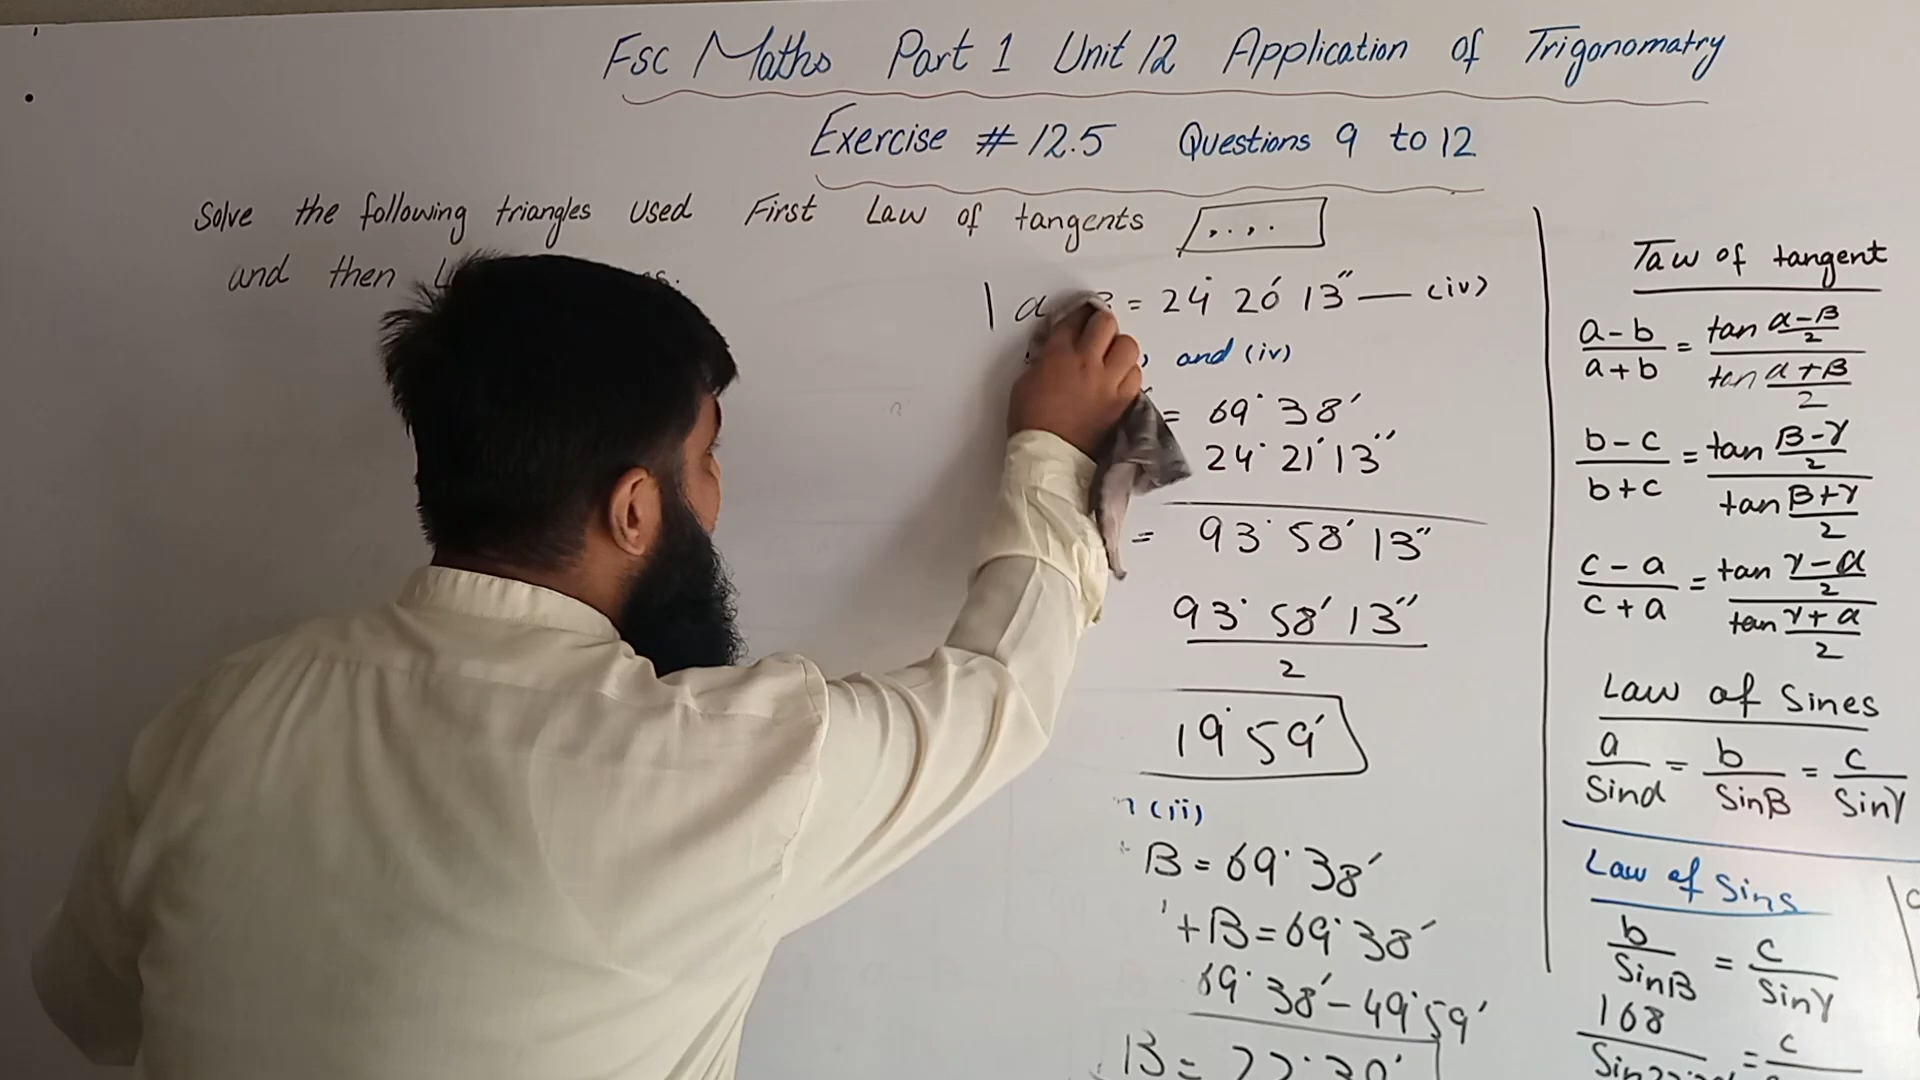 Fsc Maths Part 1 Unit 12 Application of Trigonomatry
Exercise # 12.5 Questions 9 to 12
Solve the following triangles used First Law of tangents
and then
α = 24° 20′ 13″ — (iv)
and (iv)
= 69° 38′
24° 21′ 13″
= 93° 58′ 13″
93° 58′ 13″
2
19° 59′
(ii)
B = 69° 38′
+ B = 69° 38′
69° 38′ - 49° 59′
B =
Taw of tangent
a - b / a + b = tan α - β / 2 / tan α + β / 2
b - c / b + c = tan β - γ / 2 / tan β + γ / 2
c - a / c + a = tan γ - α / 2 / tan γ + α / 2
Law of Sines
a / Sinα = b / SinB = c / Sinγ
Law of Sins
b / SinB = c / Sinγ
168 / Sin = c